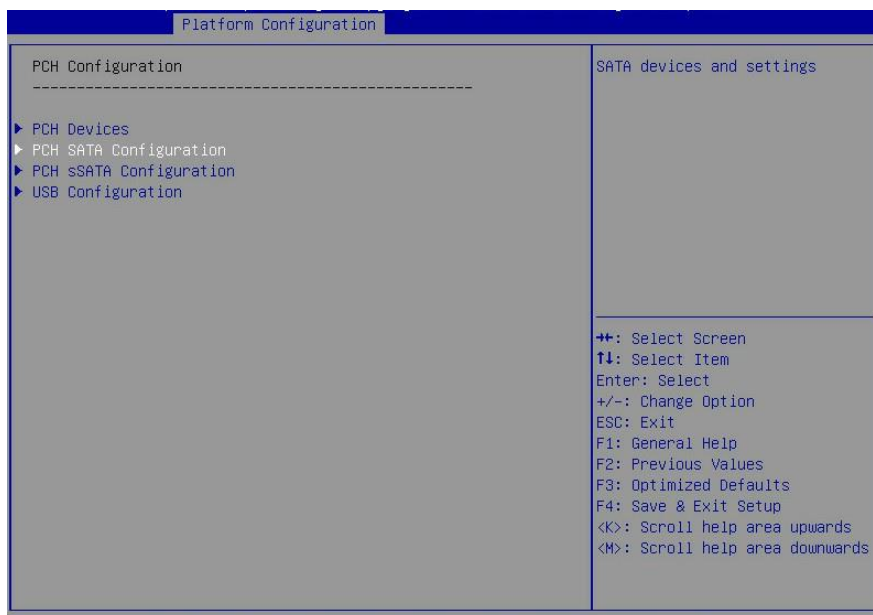 Platform Configuration
PCH Configuration
--------------------------------------------------
PCH Devices
PCH SATA Configuration
PCH sSATA Configuration
USB Configuration
SATA devices and settings
→←: Select Screen
↑↓: Select Item
Enter: Select
+/-: Change Option
ESC: Exit
F1: General Help
F2: Previous Values
F3: Optimized Defaults
F4: Save & Exit Setup
<K>: Scroll help area upwards
<M>: Scroll help area downwards